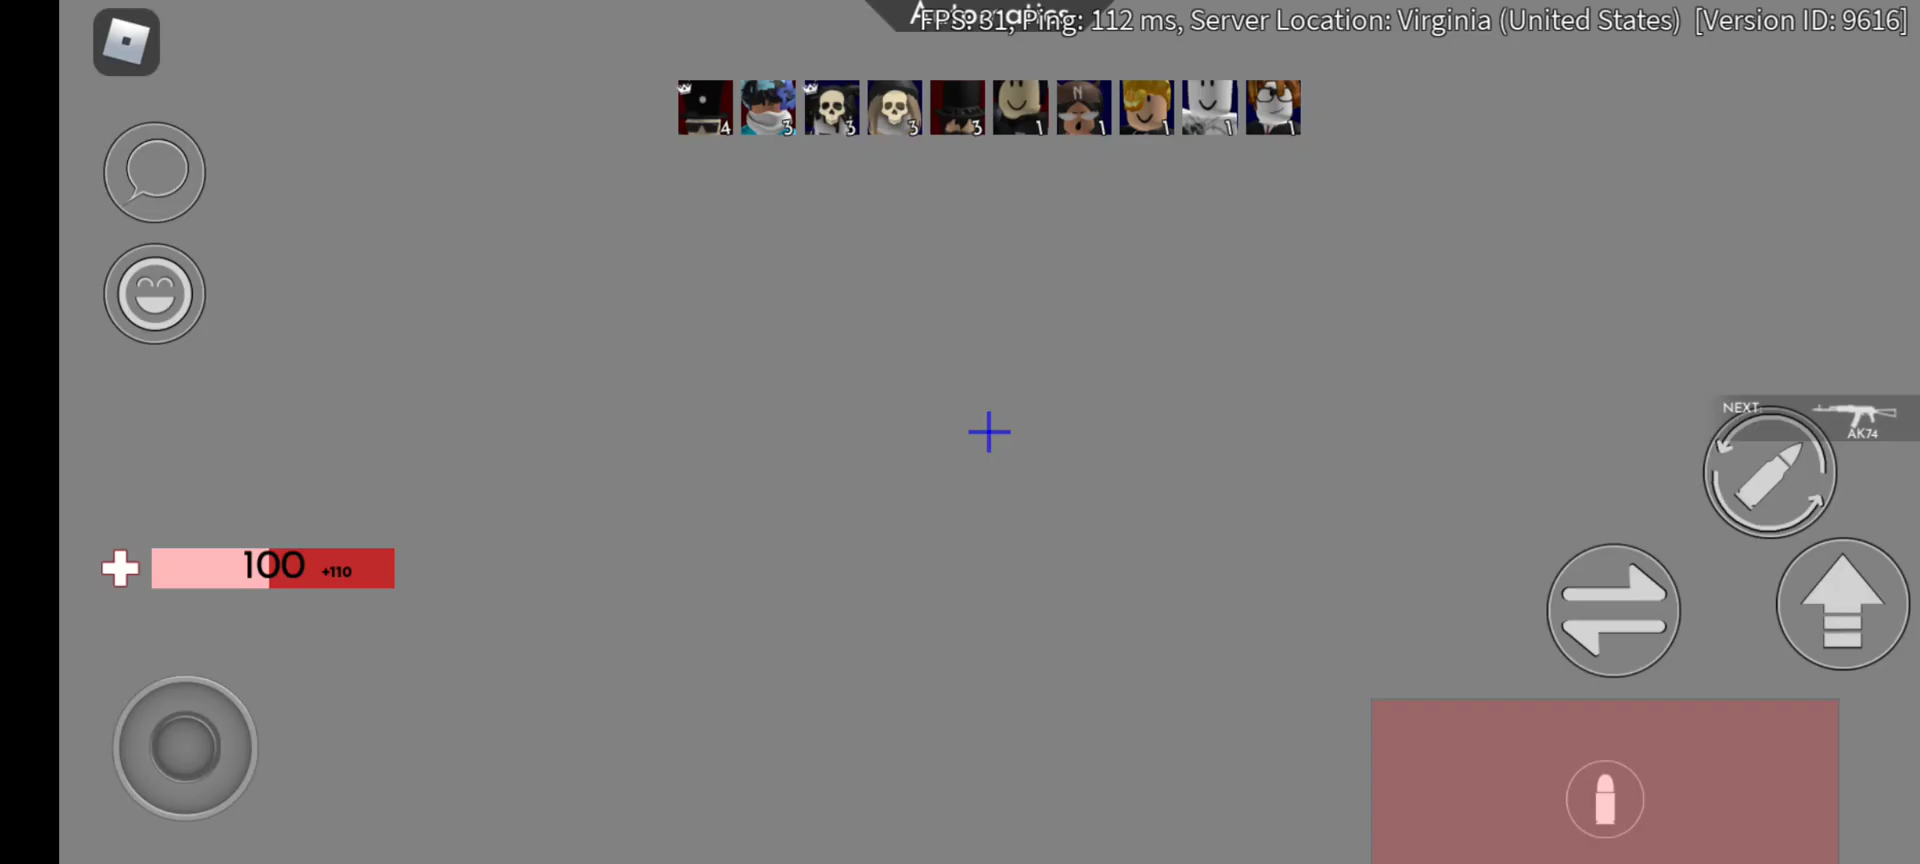 Automatics
FPS: 31, Ping: 112 ms, Server Location: Virginia (United States) [Version ID: 9616]
4 3 3 3 3 1 1 1 1 1
N
NEXT:
AK74
100 +110